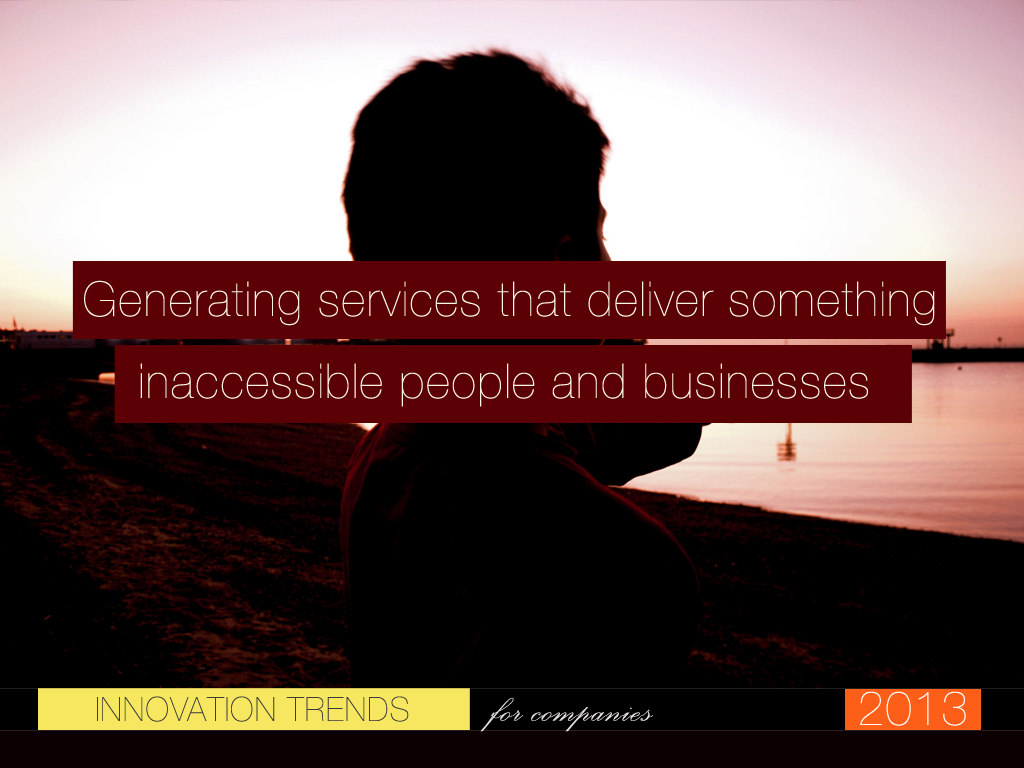 Generating services that deliver something
inaccessible people and businesses
INNOVATION TRENDS for companies 2013